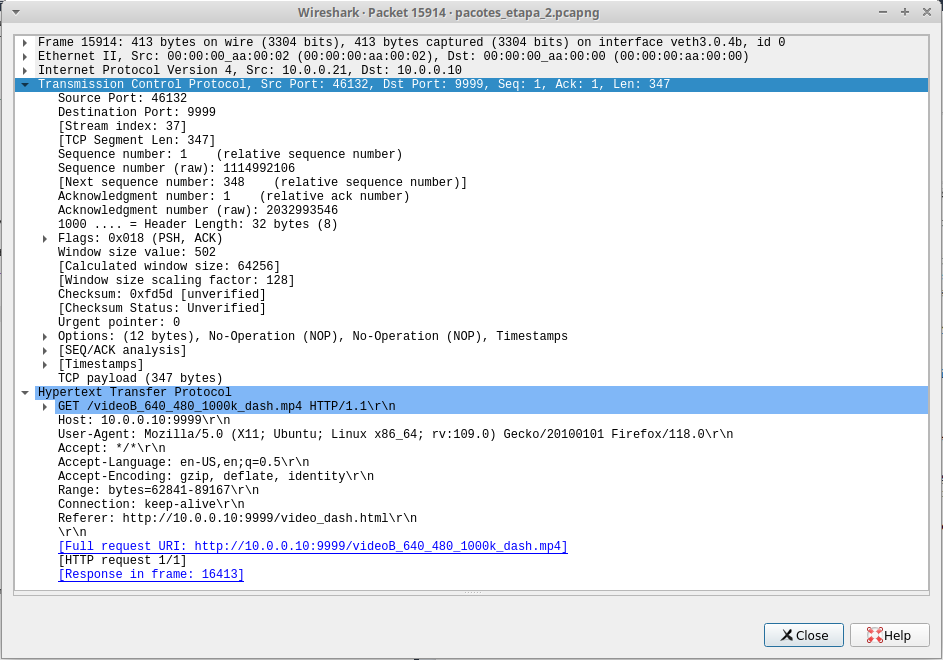 Wireshark · Packet 15914 · pacotes_etapa_2.pcapng
Frame 15914: 413 bytes on wire (3304 bits), 413 bytes captured (3304 bits) on interface veth3.0.4b, id 0
Ethernet II, Src: 00:00:00_aa:00:02 (00:00:00:aa:00:02), Dst: 00:00:00_aa:00:00 (00:00:00:aa:00:00)
Internet Protocol Version 4, Src: 10.0.0.21, Dst: 10.0.0.10
Transmission Control Protocol, Src Port: 46132, Dst Port: 9999, Seq: 1, Ack: 1, Len: 347
Source Port: 46132
Destination Port: 9999
[Stream index: 37]
[TCP Segment Len: 347]
Sequence number: 1    (relative sequence number)
Sequence number (raw): 1114992106
[Next sequence number: 348    (relative sequence number)]
Acknowledgment number: 1    (relative ack number)
Acknowledgment number (raw): 2032993546
1000 .... = Header Length: 32 bytes (8)
Flags: 0x018 (PSH, ACK)
Window size value: 502
[Calculated window size: 64256]
[Window size scaling factor: 128]
Checksum: 0xfd5d [unverified]
[Checksum Status: Unverified]
Urgent pointer: 0
Options: (12 bytes), No-Operation (NOP), No-Operation (NOP), Timestamps
[SEQ/ACK analysis]
[Timestamps]
TCP payload (347 bytes)
Hypertext Transfer Protocol
GET /videoB_640_480_1000k_dash.mp4 HTTP/1.1\r\n
Host: 10.0.0.10:9999\r\n
User-Agent: Mozilla/5.0 (X11; Ubuntu; Linux x86_64; rv:109.0) Gecko/20100101 Firefox/118.0\r\n
Accept: */*\r\n
Accept-Language: en-US,en;q=0.5\r\n
Accept-Encoding: gzip, deflate, identity\r\n
Range: bytes=62841-89167\r\n
Connection: keep-alive\r\n
Referer: http://10.0.0.10:9999/video_dash.html\r\n
\r\n
[Full request URI: http://10.0.0.10:9999/videoB_640_480_1000k_dash.mp4]
[HTTP request 1/1]
[Response in frame: 16413]
Close
Help